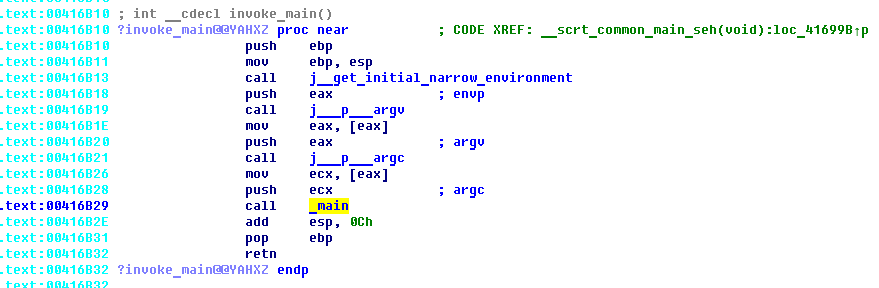 .text:00416B10 ; int __cdecl invoke_main()
.text:00416B10 ?invoke_main@@YAHXZ proc near ; CODE XREF: __scrt_common_main_seh(void):loc_41699B↑p
.text:00416B10 push ebp
.text:00416B11 mov ebp, esp
.text:00416B13 call j__get_initial_narrow_environment
.text:00416B18 push eax ; envp
.text:00416B19 call j___p___argv
.text:00416B1E mov eax, [eax]
.text:00416B20 push eax ; argv
.text:00416B21 call j___p___argc
.text:00416B26 mov ecx, [eax]
.text:00416B28 push ecx ; argc
.text:00416B29 call _main
.text:00416B2E add esp, 0Ch
.text:00416B31 pop ebp
.text:00416B32 retn
.text:00416B32 ?invoke_main@@YAHXZ endp
.text:00416B32